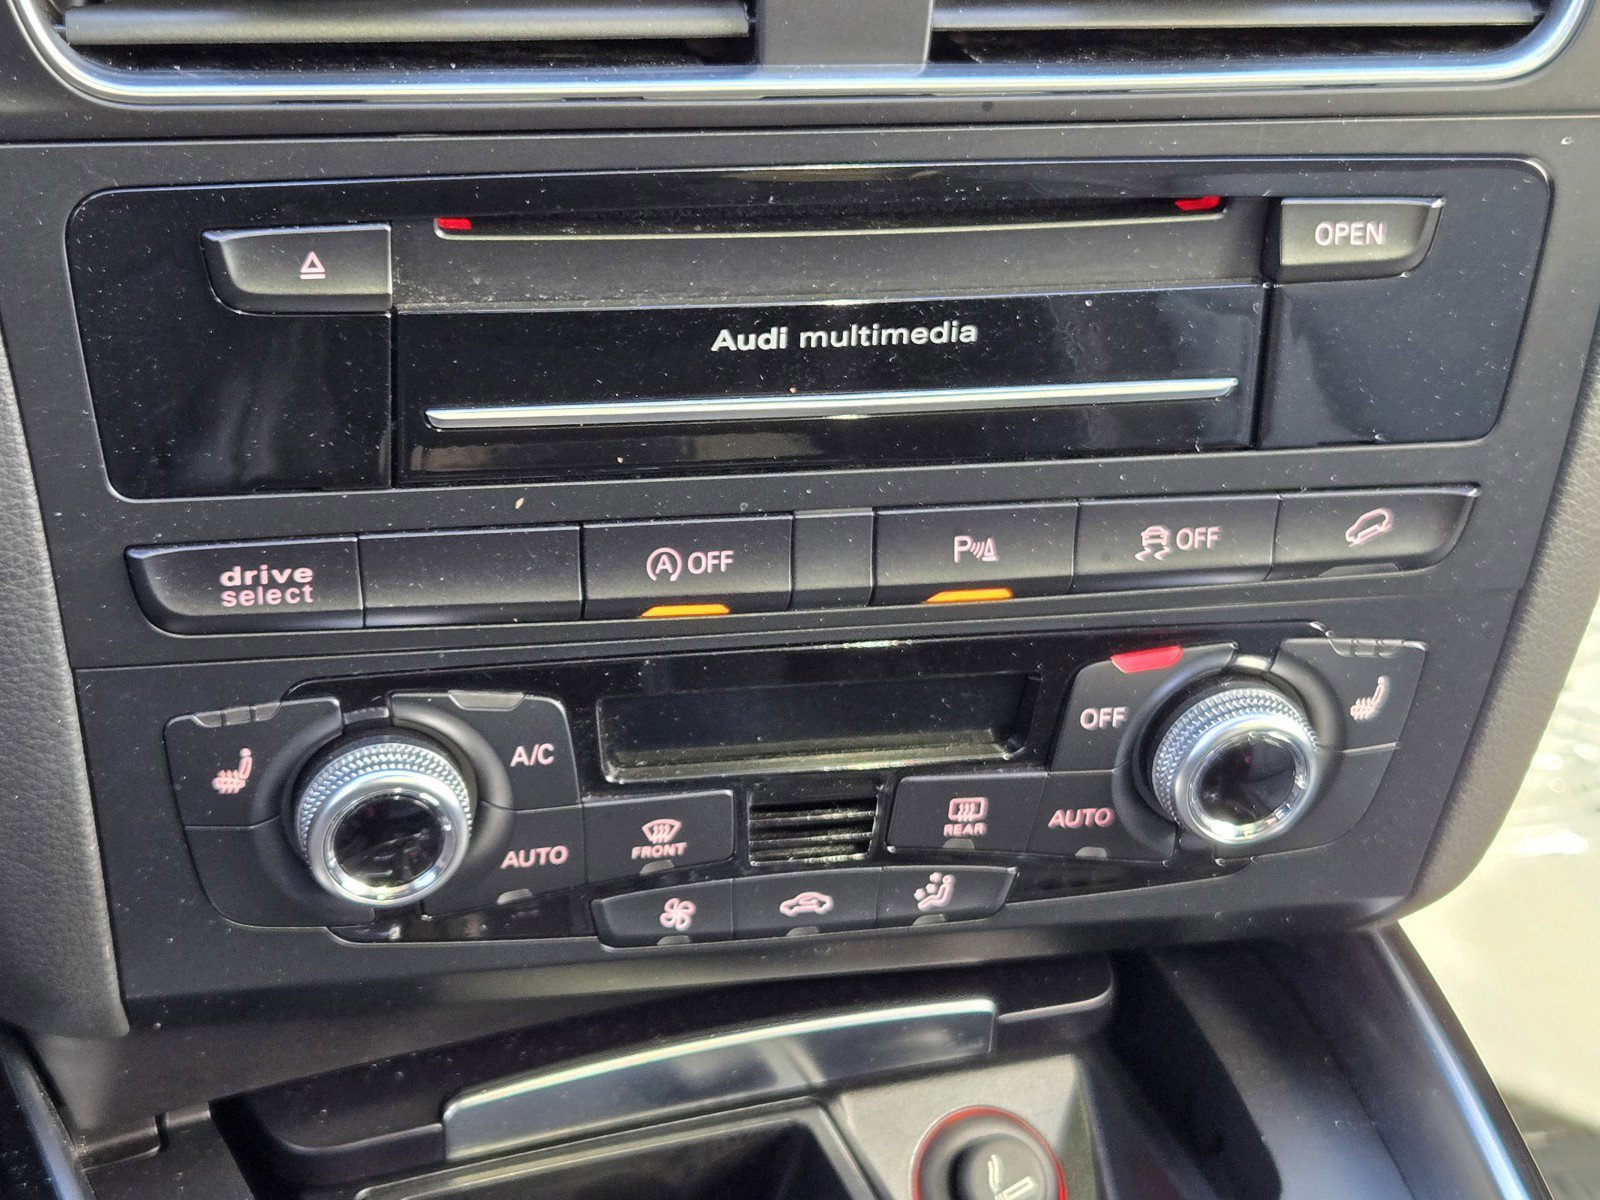 OPEN
Audi multimedia
drive
select
A OFF
P
OFF
A/C
OFF
AUTO
FRONT
REAR
AUTO